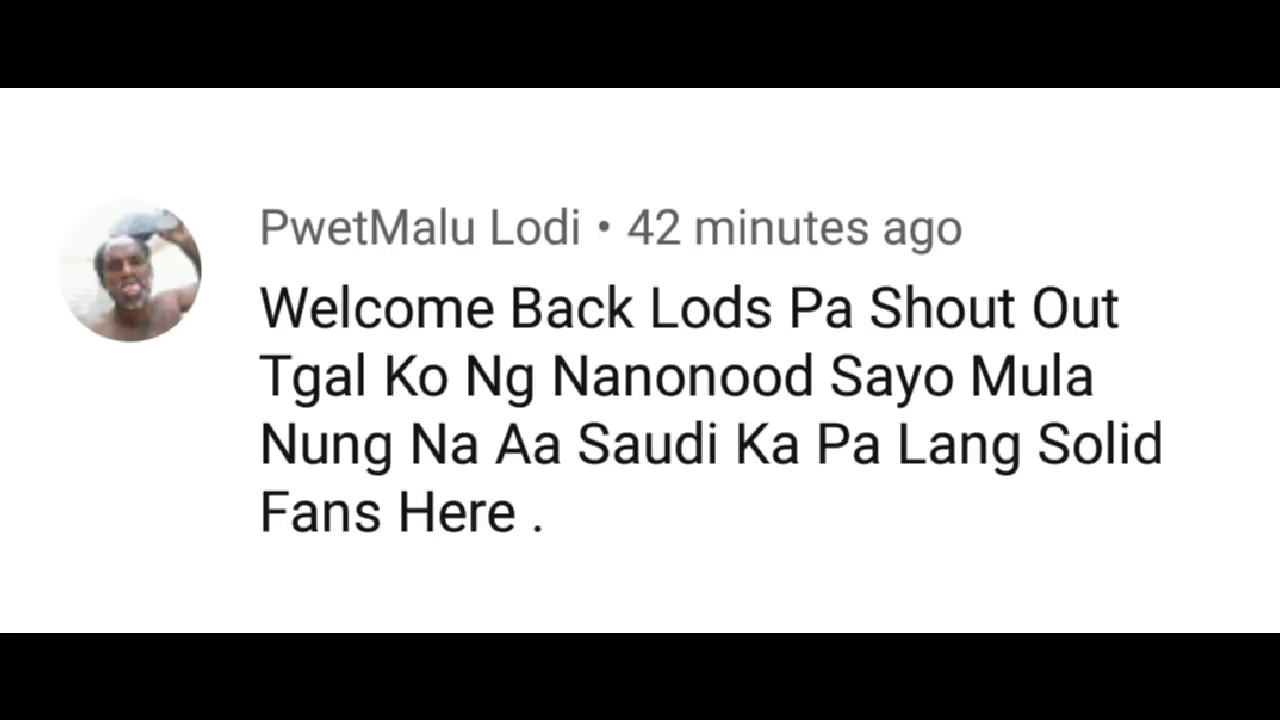 PwetMalu Lodi • 42 minutes ago
Welcome Back Lods Pa Shout Out
Tgal Ko Ng Nanonood Sayo Mula
Nung Na Aa Saudi Ka Pa Lang Solid
Fans Here .